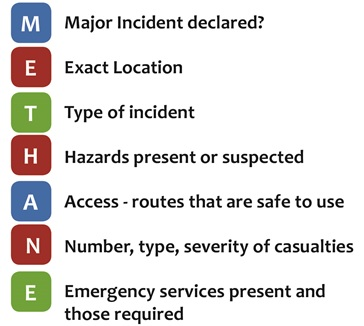 M Major Incident declared?
E Exact Location
T Type of incident
H Hazards present or suspected
A Access - routes that are safe to use
N Number, type, severity of casualties
E Emergency services present and
those required